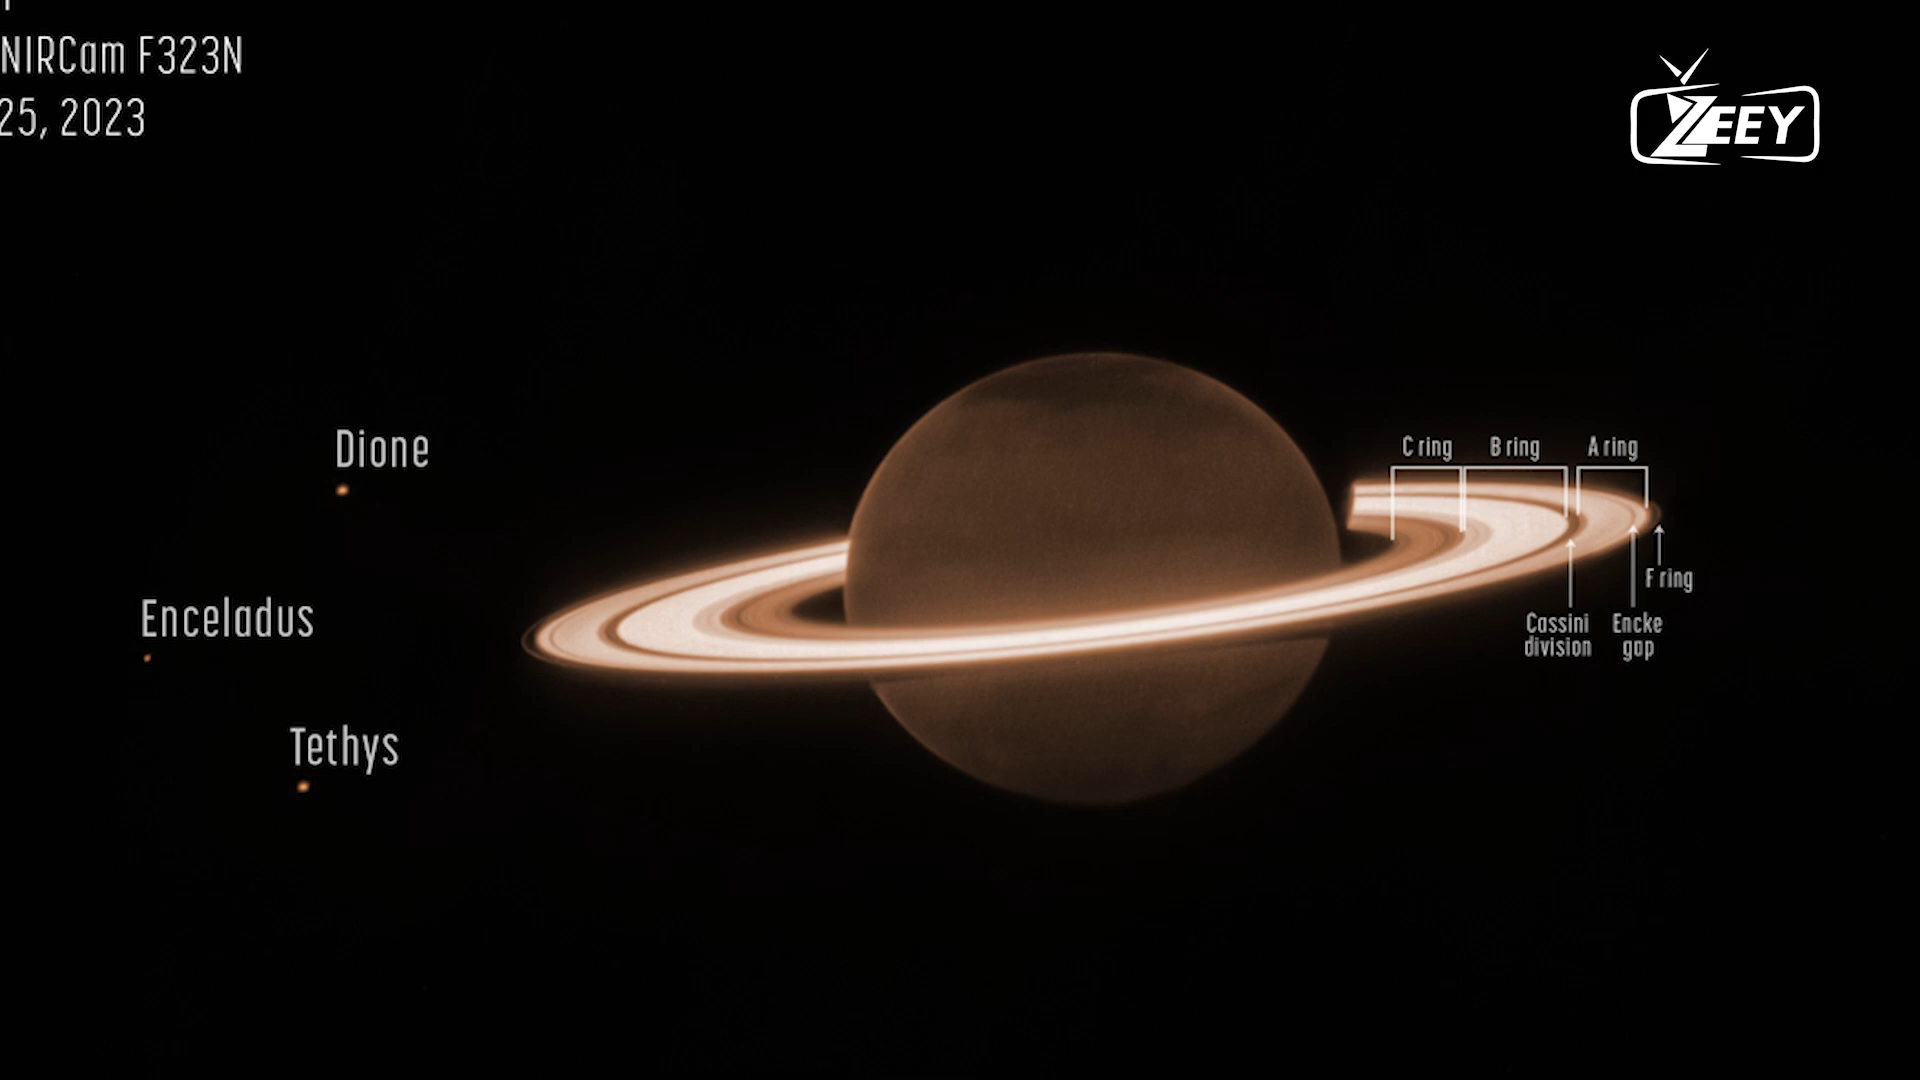 NIRCam F323N
25, 2023
ZEEY
Dione
C ring
B ring
A ring
F ring
Enceladus
Cassini
division
Encke
gap
Tethys